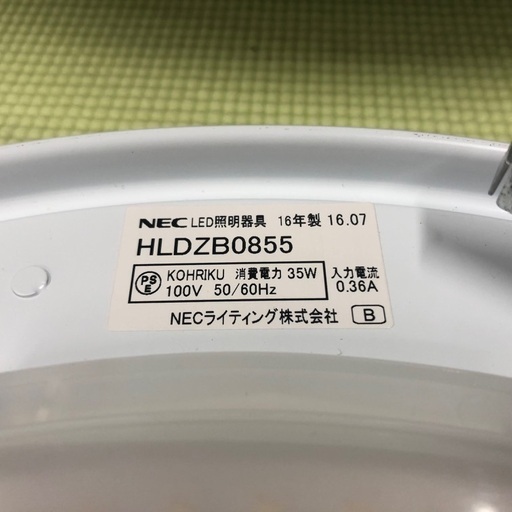 NEC LED照明器具 16年製 16.07
HLDZB0855
PSE KOHRIKU 消費電力 35W 入力電流
100V 50/60Hz 0.36A
NECライティング株式会社 B